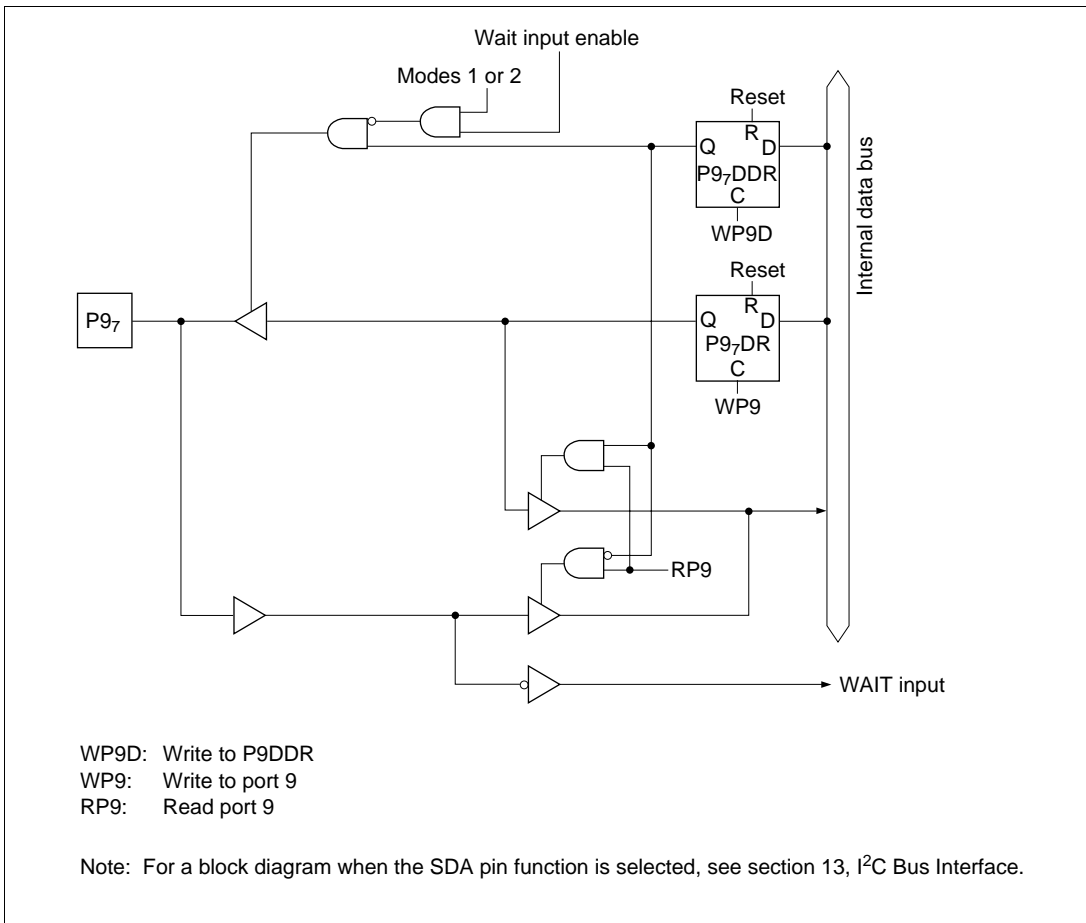 Wait input enable
Modes 1 or 2
Reset
R
Q D
P9₇DDR
C
WP9D
Internal data bus
Reset
R
P9₇
Q D
P9₇DR
C
WP9
RP9
WAIT input
WP9D: Write to P9DDR
WP9: Write to port 9
RP9: Read port 9
Note: For a block diagram when the SDA pin function is selected, see section 13, I²C Bus Interface.